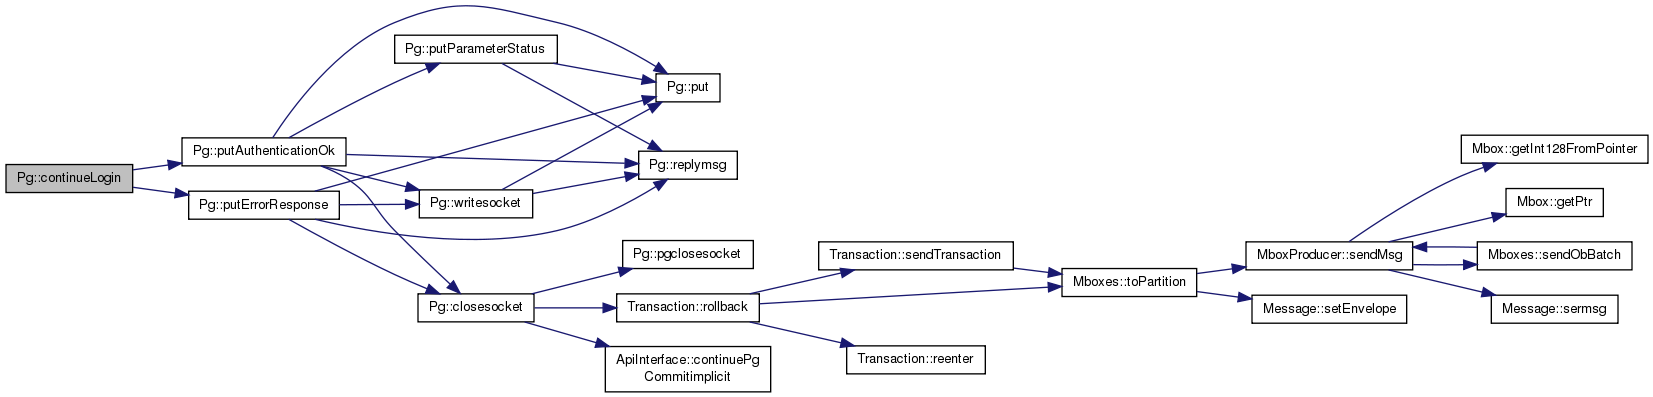 Pg::continueLogin
Pg::putAuthenticationOk
Pg::putErrorResponse
Pg::putParameterStatus
Pg::writesocket
Pg::closesocket
Pg::put
Pg::replymsg
Pg::pgclosesocket
Transaction::rollback
ApiInterface::continuePg
Commitimplicit
Transaction::sendTransaction
Transaction::reenter
Mboxes::toPartition
MboxProducer::sendMsg
Message::setEnvelope
Mbox::getInt128FromPointer
Mbox::getPtr
Mboxes::sendObBatch
Message::sermsg